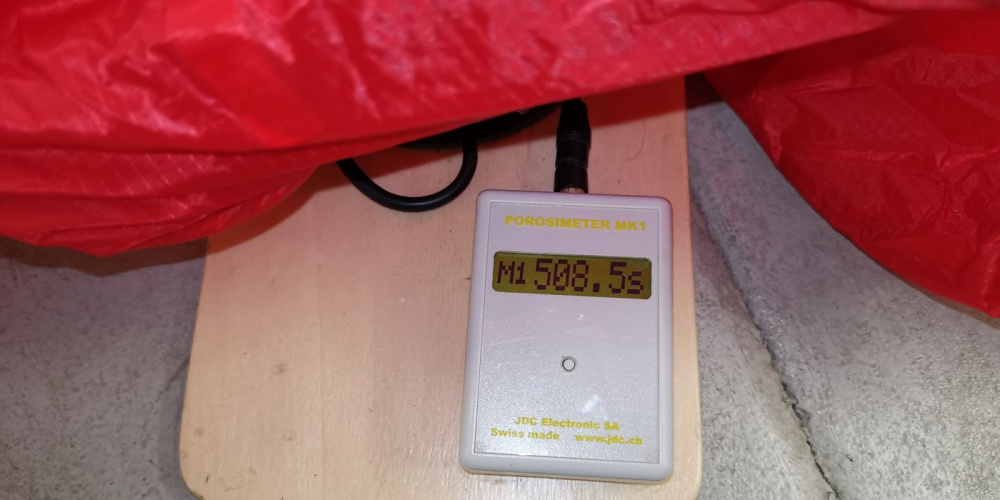 POROSIMETER MK1
M1 508.5s
JDC Electronic SA
Swiss made www.jdc.ch